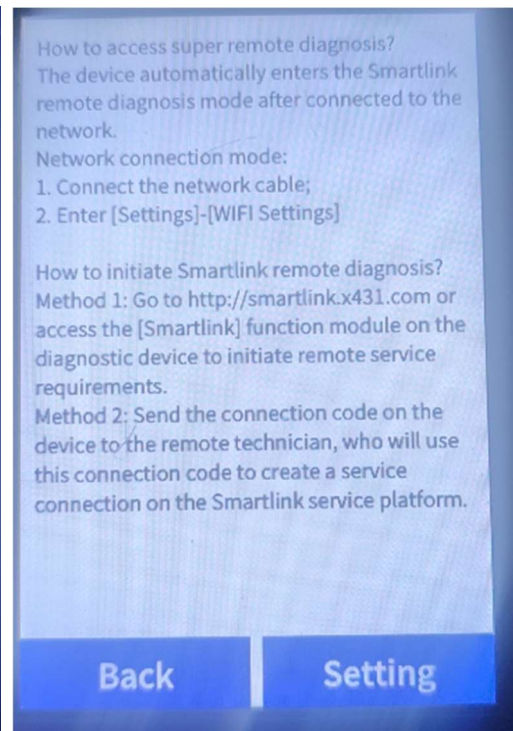 How to access super remote diagnosis?
The device automatically enters the Smartlink
remote diagnosis mode after connected to the
network.
Network connection mode:
1. Connect the network cable;
2. Enter [Settings]-[WIFI Settings]
How to initiate Smartlink remote diagnosis?
Method 1: Go to http://smartlink.x431.com or
access the [Smartlink] function module on the
diagnostic device to initiate remote service
requirements.
Method 2: Send the connection code on the
device to the remote technician, who will use
this connection code to create a service
connection on the Smartlink service platform.
Back Setting